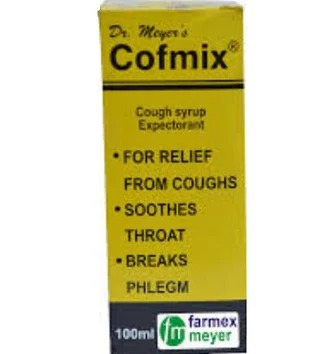 Dr. Meyer's
Cofmix®
Cough syrup
Expectorant
• FOR RELIEF
FROM COUGHS
• SOOTHES
THROAT
• BREAKS
PHLEGM
100ml fm farmex
meyer